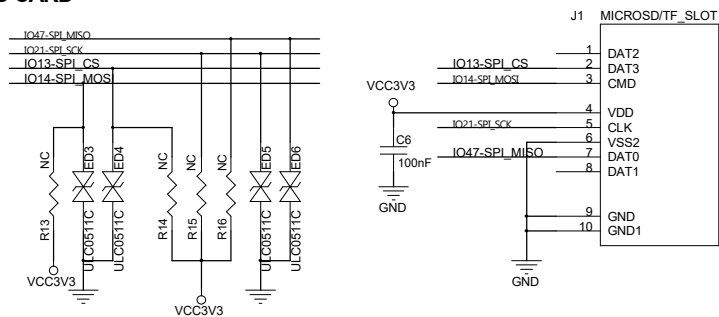 IO47-SPI_MISO
IO21-SPI_SCK
IO13-SPI_CS
IO14-SPI_MOSI
NC
ED3
ED4
NC
NC
NC
ED5
ED6
R13
ULC0511C
ULC0511C
R14
R15
R16
ULC0511C
ULC0511C
VCC3V3
VCC3V3
J1 MICROSD/TF_SLOT
1 DAT2
IO13-SPI_CS 2 DAT3
IO14-SPI_MOSI 3 CMD
VCC3V3
4 VDD
IO21-SPI_SCK 5 CLK
C6 6 VSS2
100nF IO47-SPI_MISO 7 DAT0
8 DAT1
GND
9 GND
10 GND1
GND